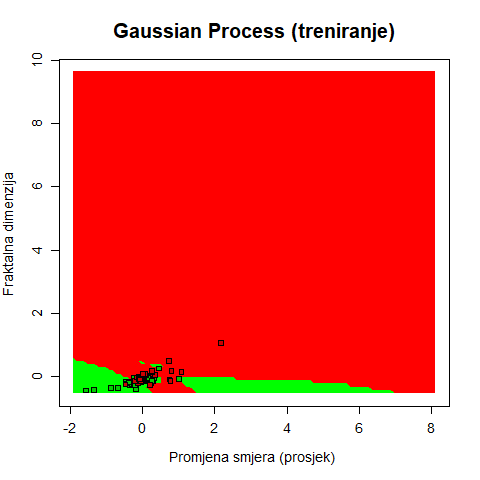 Gaussian Process (treniranje)
Fraktalna dimenzija
10
8
6
4
2
0
-2 0 2 4 6 8
Promjena smjera (prosjek)